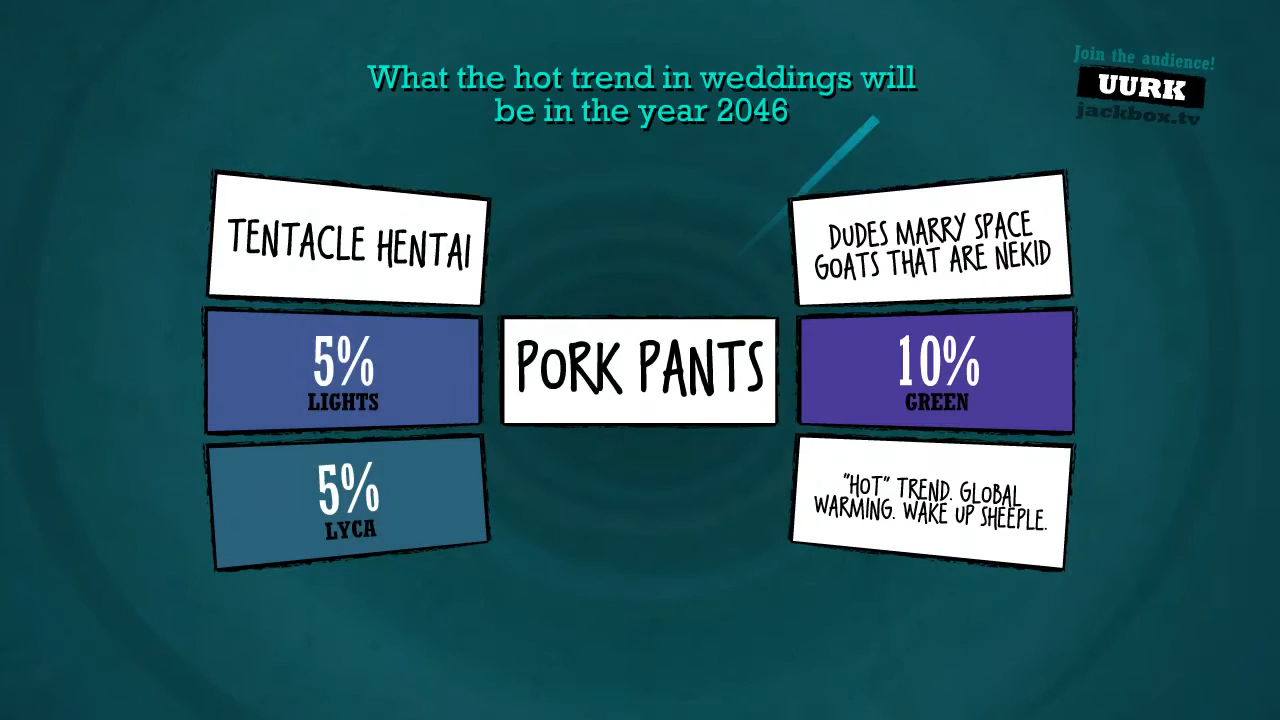 What the hot trend in weddings will
be in the year 2046
Join the audience!
UURK
jackbox.tv
TENTACLE HENTAI
5%
LIGHTS
5%
LYCA
PORK PANTS
DUDES MARRY SPACE
GOATS THAT ARE NEKID
10%
GREEN
"HOT" TREND. GLOBAL
WARMING. WAKE UP SHEEPLE.